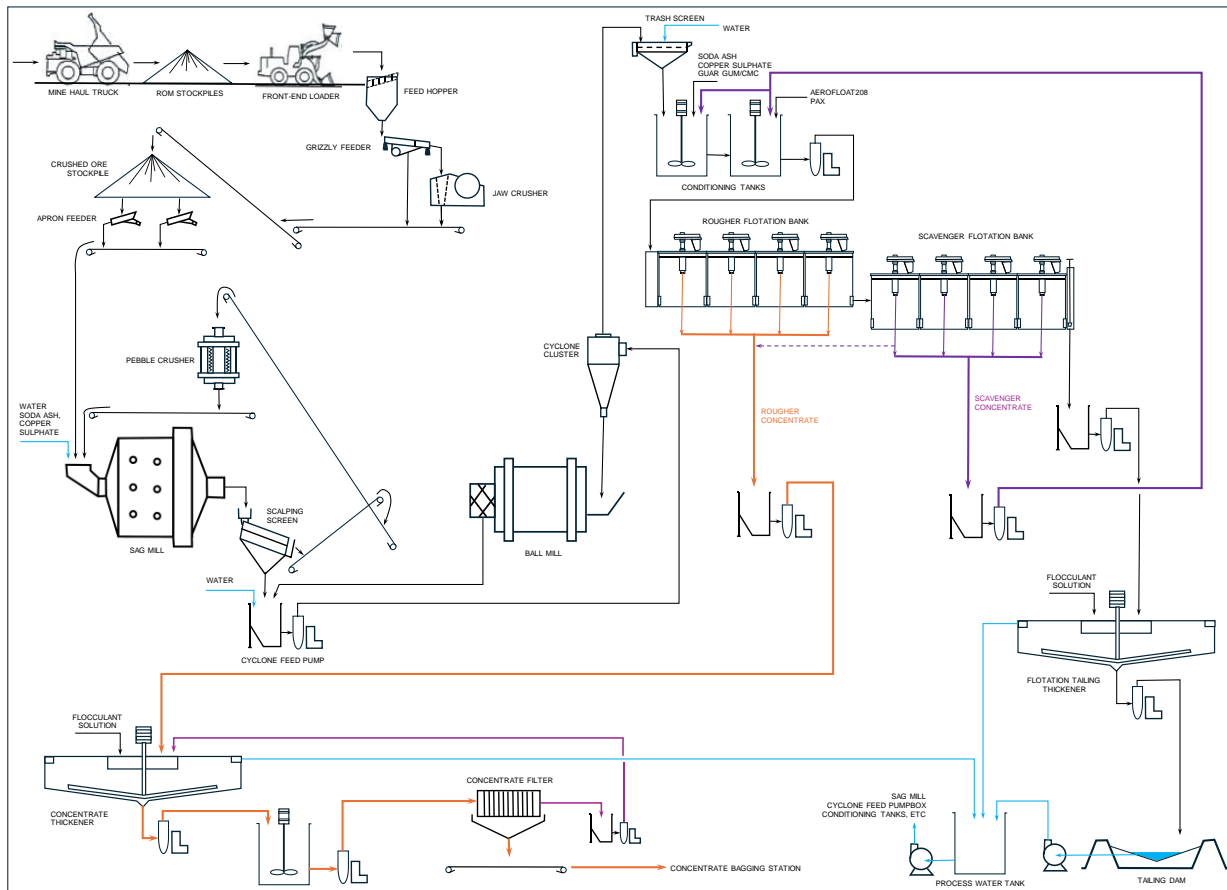 TRASH SCREEN
WATER
SODA ASH
COPPER SULPHATE
GUAR GUM/CMC
AEROFLOAT208
PAX
MINE HAUL TRUCK
ROM STOCKPILES
FRONT-END LOADER
FEED HOPPER
GRIZZLY FEEDER
JAW CRUSHER
CRUSHED ORE
STOCKPILE
APRON FEEDER
CONDITIONING TANKS
ROUGHER FLOTATION BANK
SCAVENGER FLOTATION BANK
PEBBLE CRUSHER
CYCLONE
CLUSTER
WATER
SODA ASH,
COPPER
SULPHATE
ROUGHER
CONCENTRATE
SCAVENGER
CONCENTRATE
SCALPING
SCREEN
SAG MILL
BALL MILL
WATER
CYCLONE FEED PUMP
FLOCCULANT
SOLUTION
FLOTATION TAILING
THICKENER
FLOCCULANT
SOLUTION
CONCENTRATE
THICKENER
CONCENTRATE FILTER
CONCENTRATE BAGGING STATION
SAG MILL
CYCLONE FEED PUMPBOX
CONDITIONING TANKS, ETC
PROCESS WATER TANK
TAILING DAM